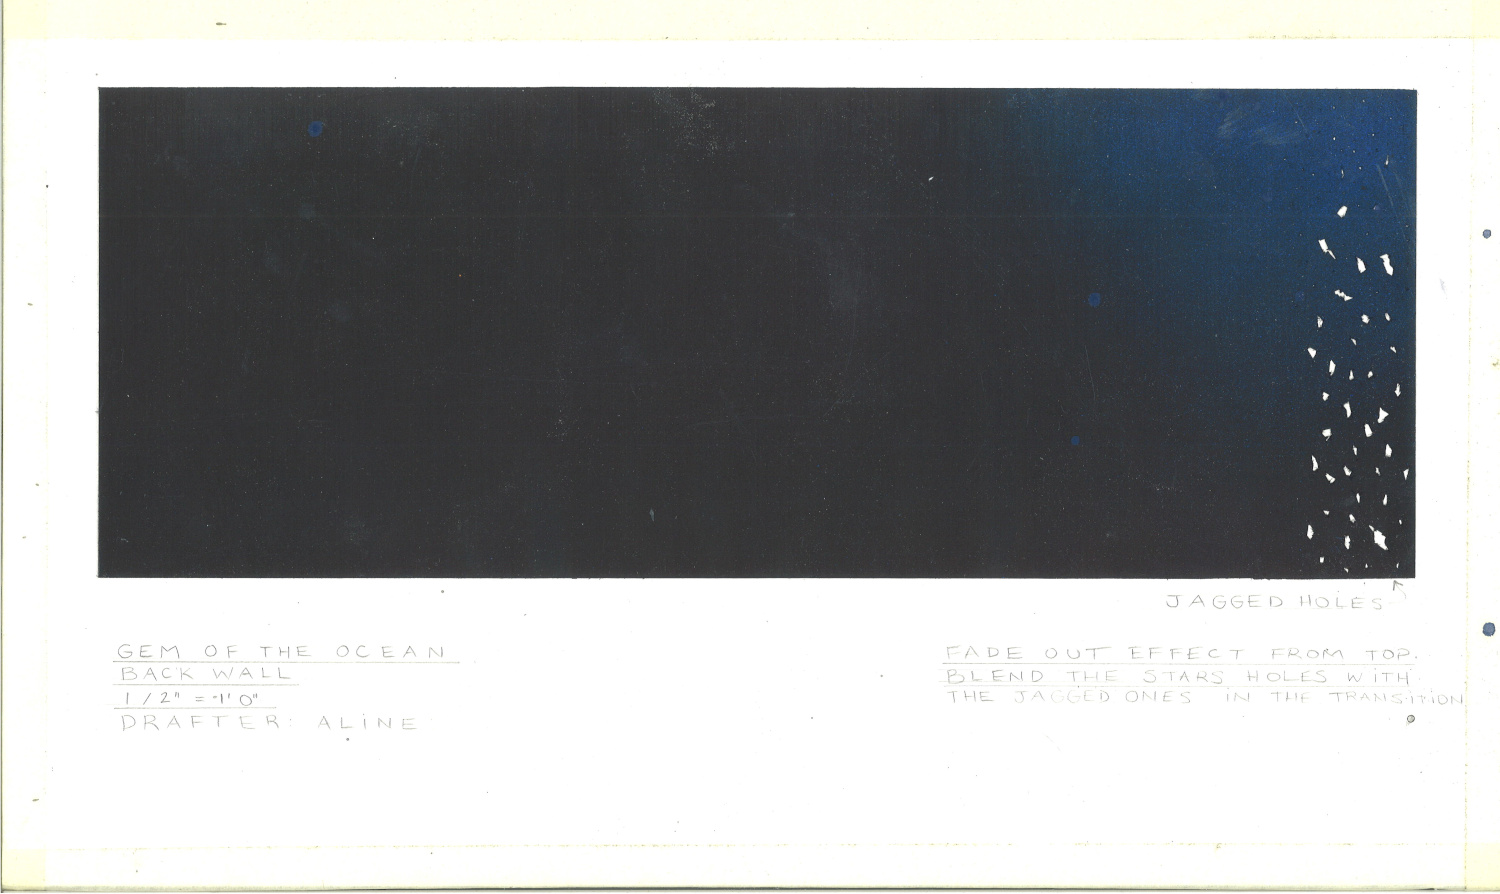 JAGGED HOLES
GEM OF THE OCEAN
BACK WALL
1/2" = 1' 0"
DRAFTER: ALINE
FADE OUT EFFECT FROM TOP.
BLEND THE STARS HOLES WITH
THE JAGGED ONES IN THE TRANSITION